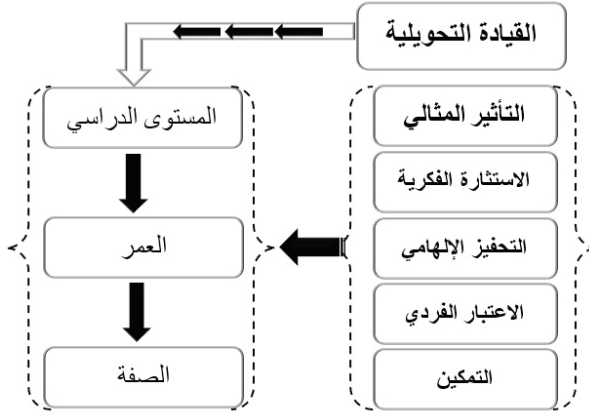 القيادة التحويلية
التأثير المثالي
الاستثارة الفكرية
التحفيز الإلهامي
الاعتبار الفردي
التمكين
المستوى الدراسي
العمر
الصفة